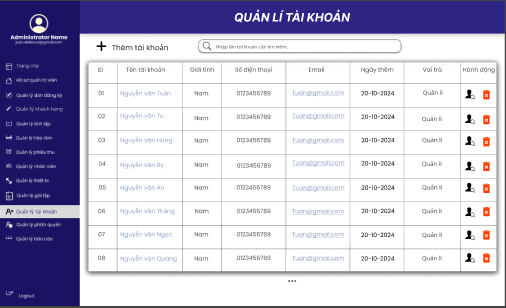 QUẢN LÍ TÀI KHOẢN
Administrator Name
Trang chủ
Hồ sơ quản trị viên
Quản lý đơn đăng ký
Quản lý khách hàng
Quản lý lịch tập
Quản lý hóa đơn
Quản lý phiếu thu
Quản lý nhân viên
Quản lý thiết bị
Quản lý gói tập
Quản lý tài khoản
Quản lý phân quyền
Quản lý báo cáo
Logout
Thêm tài khoản
Nhập tên tài khoản cần tìm kiếm...
ID Tên tài khoản Giới tính Số điện thoại Email Ngày thêm Vai trò Hành động
01 Nguyễn văn Tuấn Nam 0123456789 Tuan@gmail.com 20-10-2024 Quản lí
02 Nguyễn văn Tu Nam 0123456789 Tuan@gmail.com 20-10-2024 Quản lí
03 Nguyễn văn Hùng Nam 0123456789 Tuan@gmail.com 20-10-2024 Quản lí
04 Nguyễn văn Ry Nam 0123456789 Tuan@gmail.com 20-10-2024 Quản lí
05 Nguyễn văn An Nam 0123456789 Tuan@gmail.com 20-10-2024 Quản lí
06 Nguyễn văn Thắng Nam 0123456789 Tuan@gmail.com 20-10-2024 Quản lí
07 Nguyễn văn Ngọc Nam 0123456789 Tuan@gmail.com 20-10-2024 Quản lí
08 Nguyễn văn Quang Nam 0123456789 Tuan@gmail.com 20-10-2024 Quản lí
...